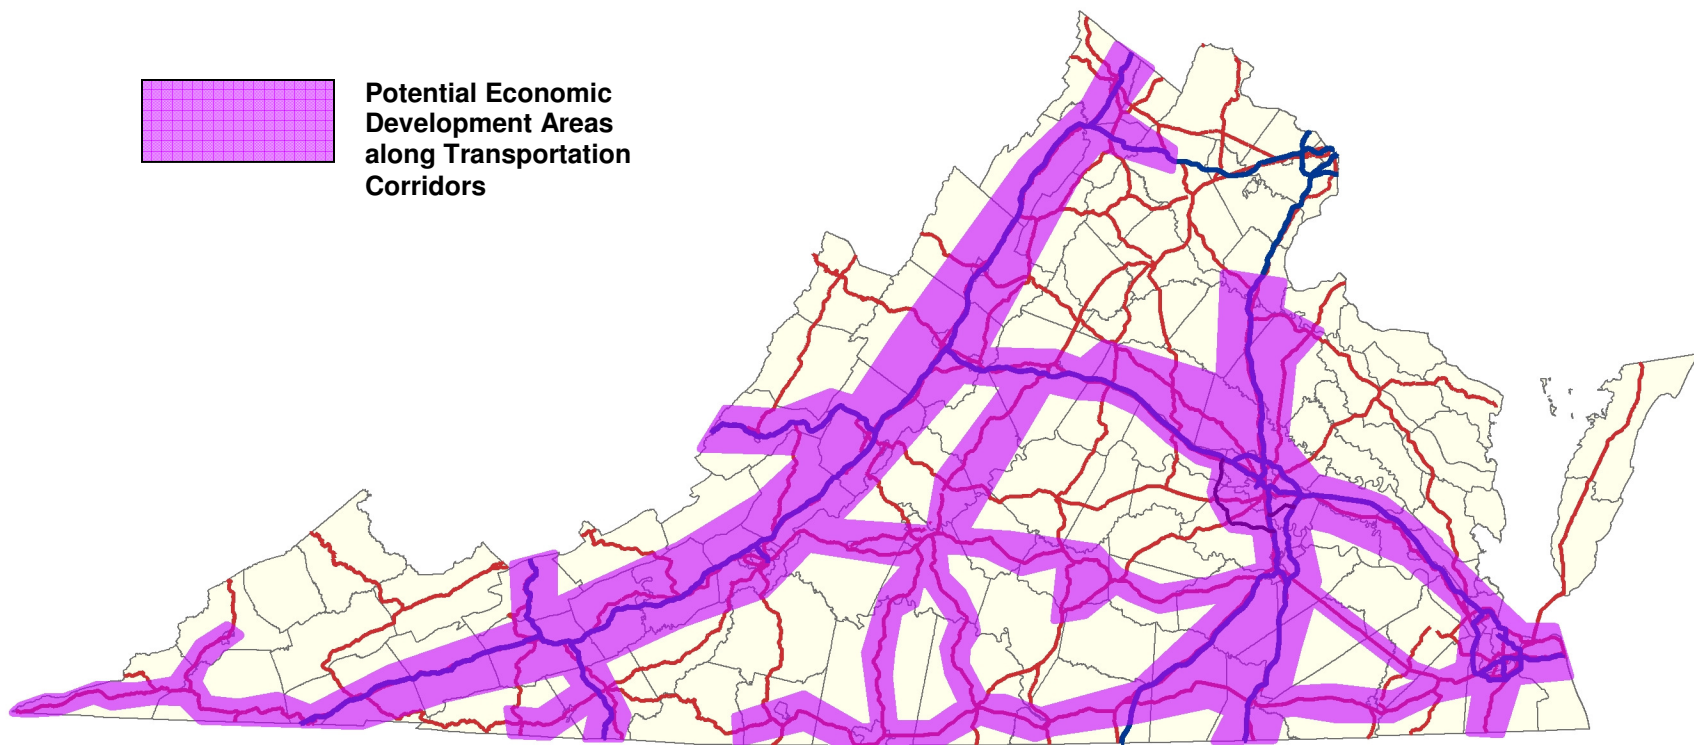 Potential Economic
Development Areas
along Transportation
Corridors